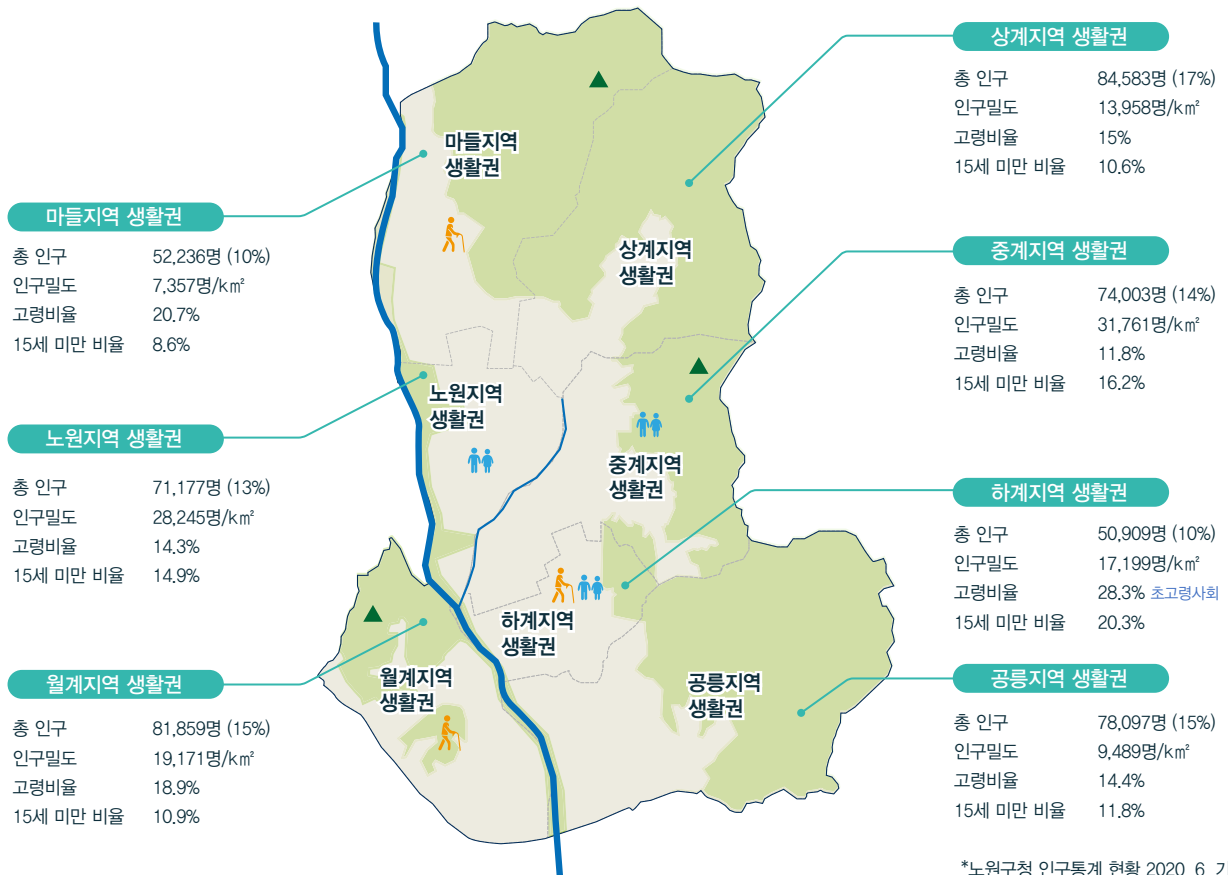 상계지역 생활권
총 인구 84,583명 (17%)
인구밀도 13,958명/㎢
고령비율 15%
15세 미만 비율 10.6%
마들지역 생활권
총 인구 52,236명 (10%)
인구밀도 7,357명/㎢
고령비율 20.7%
15세 미만 비율 8.6%
중계지역 생활권
총 인구 74,003명 (14%)
인구밀도 31,761명/㎢
고령비율 11.8%
15세 미만 비율 16.2%
노원지역 생활권
총 인구 71,177명 (13%)
인구밀도 28,245명/㎢
고령비율 14.3%
15세 미만 비율 14.9%
하계지역 생활권
총 인구 50,909명 (10%)
인구밀도 17,199명/㎢
고령비율 28.3% 초고령사회
15세 미만 비율 20.3%
월계지역 생활권
총 인구 81,859명 (15%)
인구밀도 19,171명/㎢
고령비율 18.9%
15세 미만 비율 10.9%
공릉지역 생활권
총 인구 78,097명 (15%)
인구밀도 9,489명/㎢
고령비율 14.4%
15세 미만 비율 11.8%
마들지역
생활권
상계지역
생활권
노원지역
생활권
중계지역
생활권
하계지역
생활권
월계지역
생활권
공릉지역
생활권
*노원구청 인구통계 현황 2020. 6.